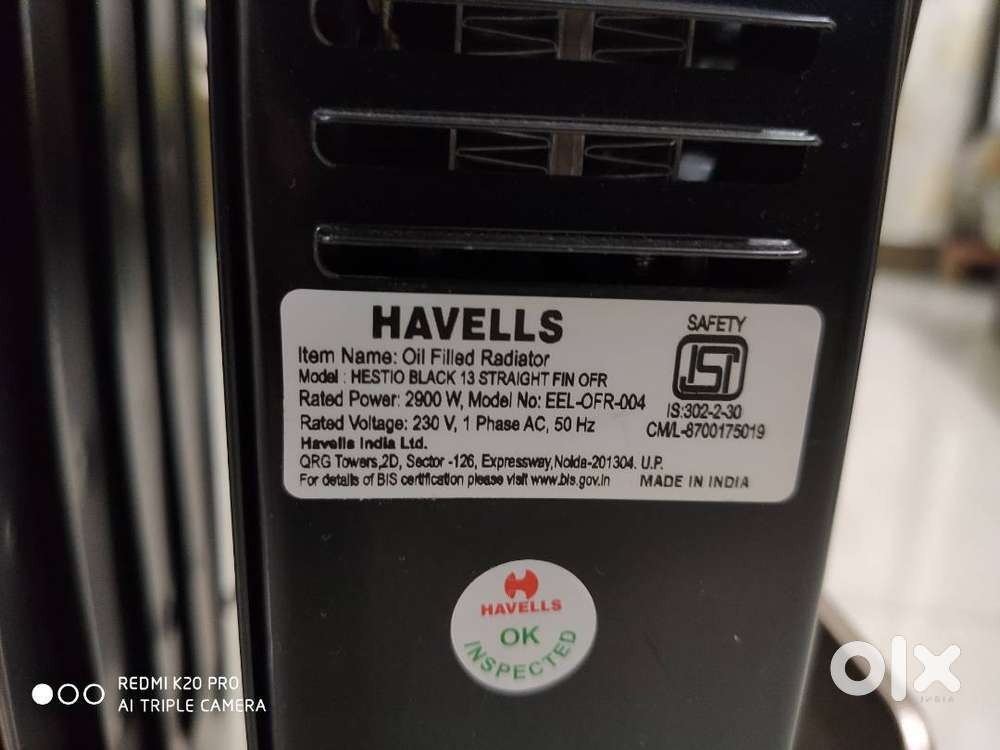 HAVELLS
Item Name: Oil Filled Radiator
Model : HESTIO BLACK 13 STRAIGHT FIN OFR
Rated Power: 2900 W, Model No: EEL-OFR-004
Rated Voltage: 230 V, 1 Phase AC, 50 Hz
Havells India Ltd.
QRG Towers,2D, Sector -126, Expressway,Noida-201304. U.P.
For details of BIS certification please visit www.bis.gov.in
MADE IN INDIA
SAFETY
ISI
IS:302-2-30
CM/L-8700175019
HAVELLS
OK
INSPECTED
REDMI K20 PRO
AI TRIPLE CAMERA
olx
INDIA